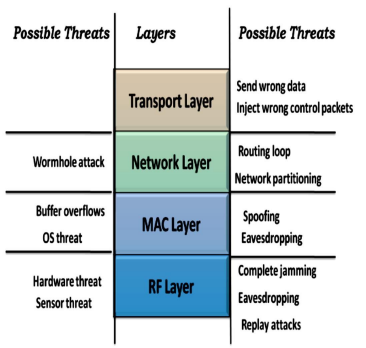 Possible Threats Layers Possible Threats
Transport Layer
Send wrong data
Inject wrong control packets
Wormhole attack
Network Layer
Routing loop
Network partitioning
Buffer overflows
OS threat
MAC Layer
Spoofing
Eavesdropping
Hardware threat
Sensor threat
RF Layer
Complete jamming
Eavesdropping
Replay attacks